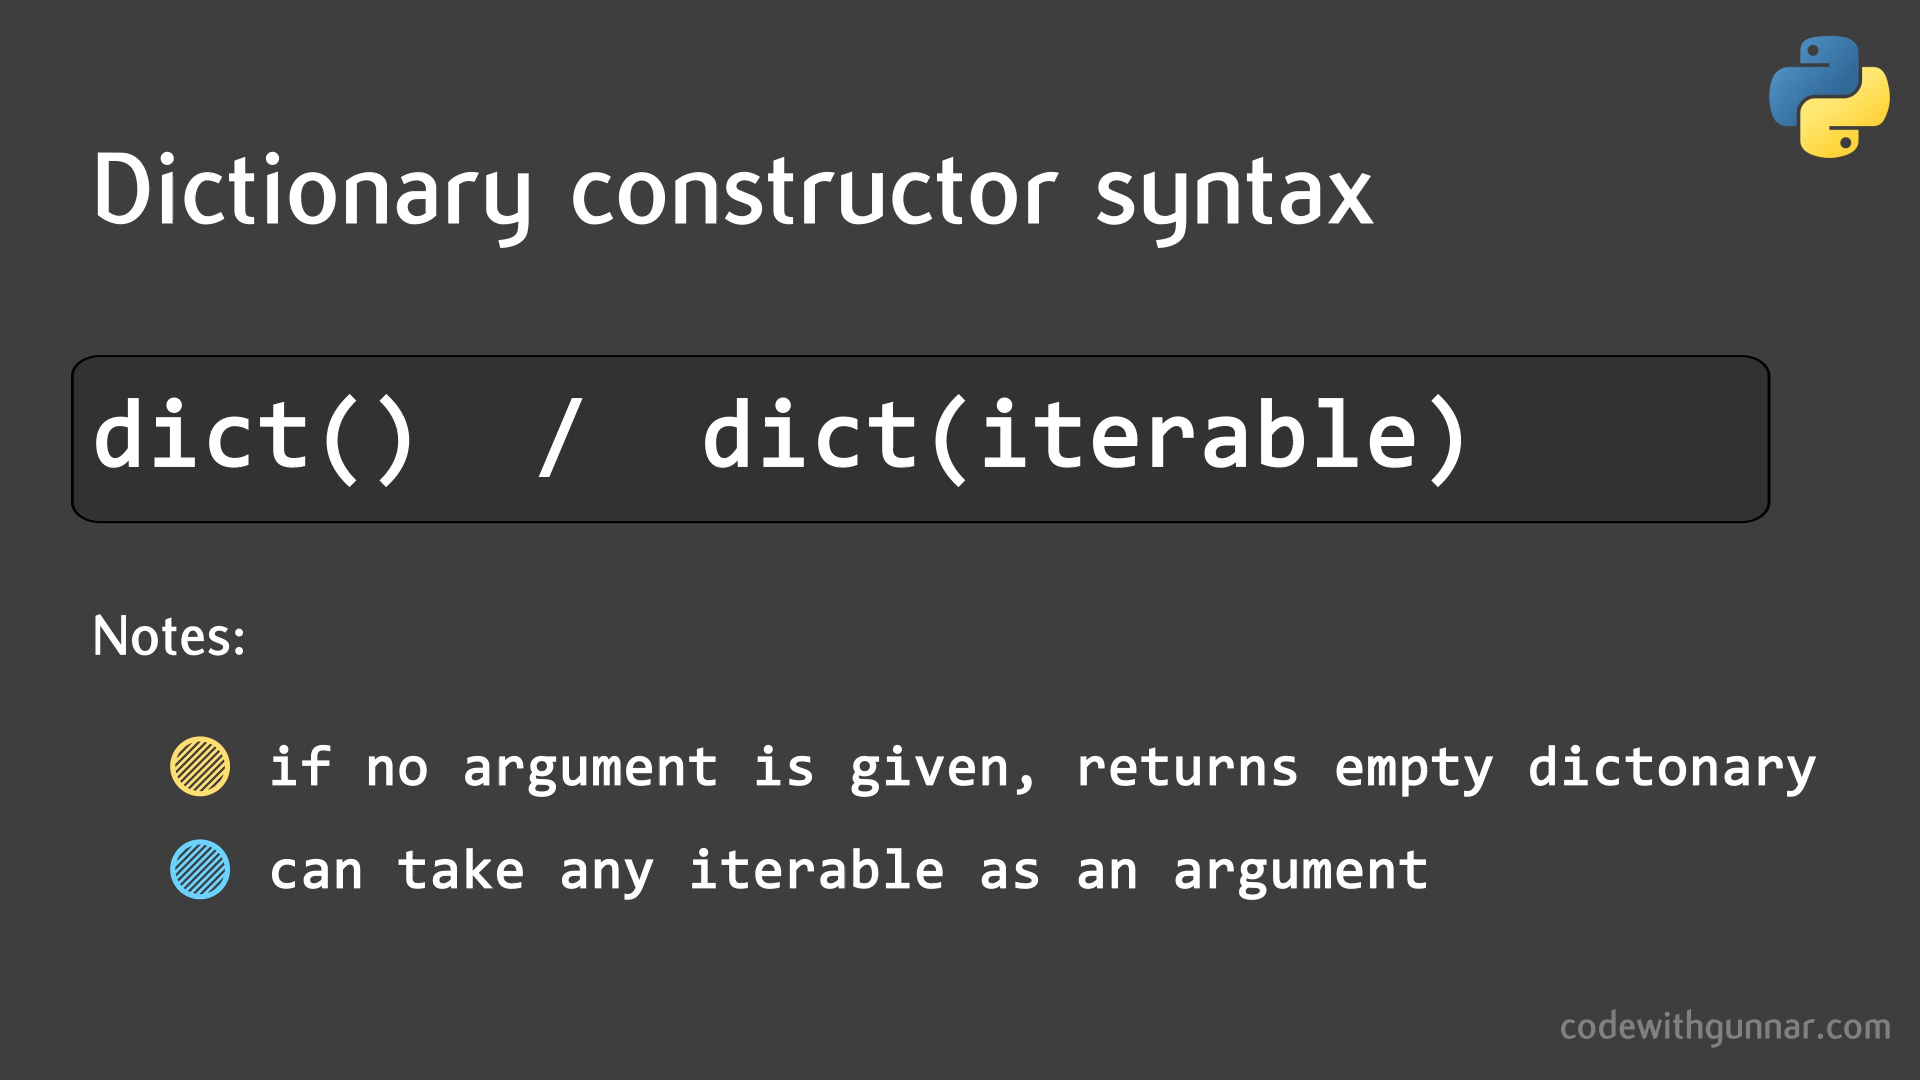 Dictionary constructor syntax
dict()  /  dict(iterable)
Notes:
if no argument is given, returns empty dictonary
can take any iterable as an argument
codewithgunnar.com